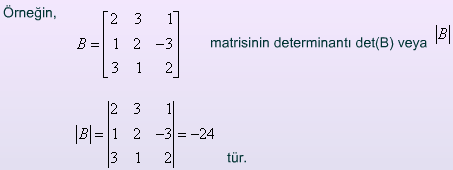 Örneğin,
B = [2 3 1
1 2 −3
3 1 2] matrisinin determinantı det(B) veya |B|
|B| = |2 3 1|
|1 2 −3| = −24
|3 1 2| tür.